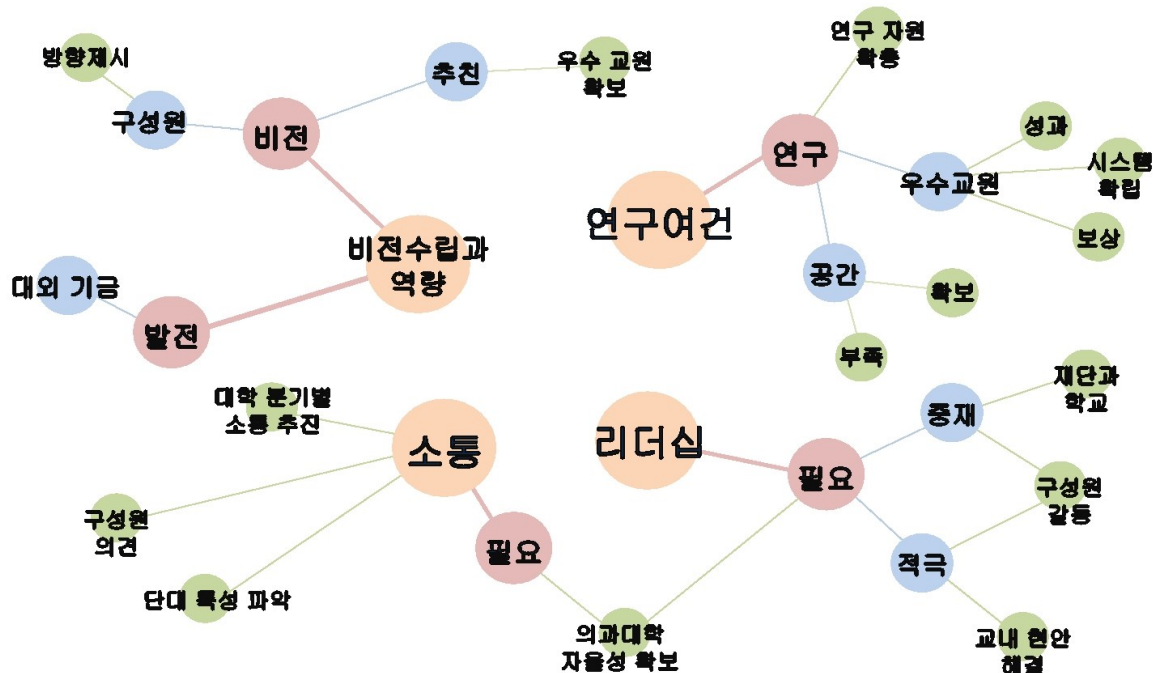 방향제시
구성원
비전
추친
우수 교원
확보
비전수립과
역량
대외 기금
발전
연구 자원
확충
연구
연구여건
우수교원
성과
시스템
확립
보상
공간
확보
부족
대학 분기별
소통 추진
소통
구성원
의견
단대 특성 파악
필요
의과대학
자율성 확보
리더십
필요
중재
재단과
학교
구성원
갈등
적극
교내 현안
해결